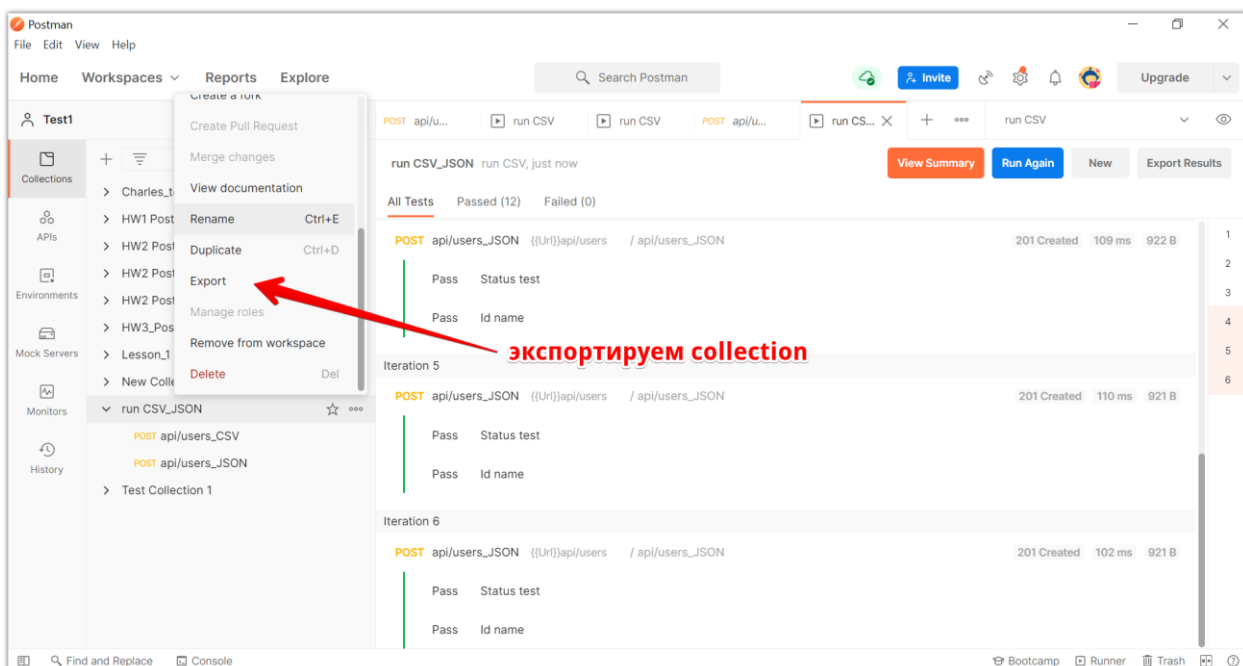 Postman
File Edit View Help
Home Workspaces Reports Explore Search Postman Invite Upgrade
Test1
Collections
APIs
Environments
Mock Servers
Monitors
History
HW1 Post
HW2 Post
HW2 Post
HW2 Post
HW3_Pos
Lesson_1
New Colle
run CSV_JSON
POST api/users_CSV
POST api/users_JSON
Test Collection 1
Create a fork
Create Pull Request
Merge changes
View documentation
Rename Ctrl+E
Duplicate Ctrl+D
Export
Manage roles
Remove from workspace
Delete Del
экспортируем collection
POST api/u... run CSV run CSV POST api/u... run CS... run CSV
run CSV_JSON run CSV, just now View Summary Run Again New Export Results
All Tests Passed (12) Failed (0)
POST api/users_JSON {{Url}}api/users / api/users_JSON 201 Created 109 ms 922 B
Pass Status test
Pass Id name
Iteration 5
POST api/users_JSON {{Url}}api/users / api/users_JSON 201 Created 110 ms 921 B
Pass Status test
Pass Id name
Iteration 6
POST api/users_JSON {{Url}}api/users / api/users_JSON 201 Created 102 ms 921 B
Pass Status test
Pass Id name
1
2
3
4
5
6
Find and Replace Console Bootcamp Runner Trash